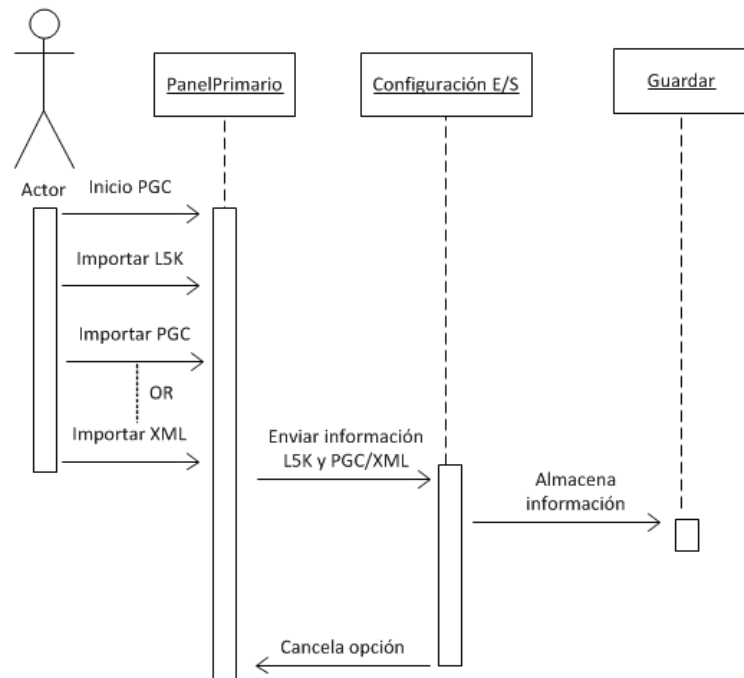 PanelPrimario
Configuración E/S
Guardar
Actor
Inicio PGC
Importar L5K
Importar PGC
OR
Importar XML
Enviar información
L5K y PGC/XML
Almacena
información
Cancela opción